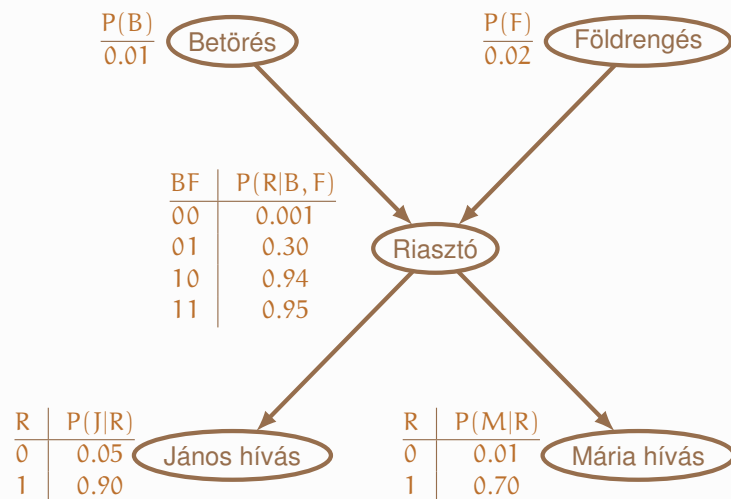 P(B)
0.01
Betörés
P(F)
0.02
Földrengés
BF P(R|B, F)
00 0.001
01 0.30
10 0.94
11 0.95
Riasztó
R P(J|R)
0 0.05
1 0.90
János hívás
R P(M|R)
0 0.01
1 0.70
Mária hívás